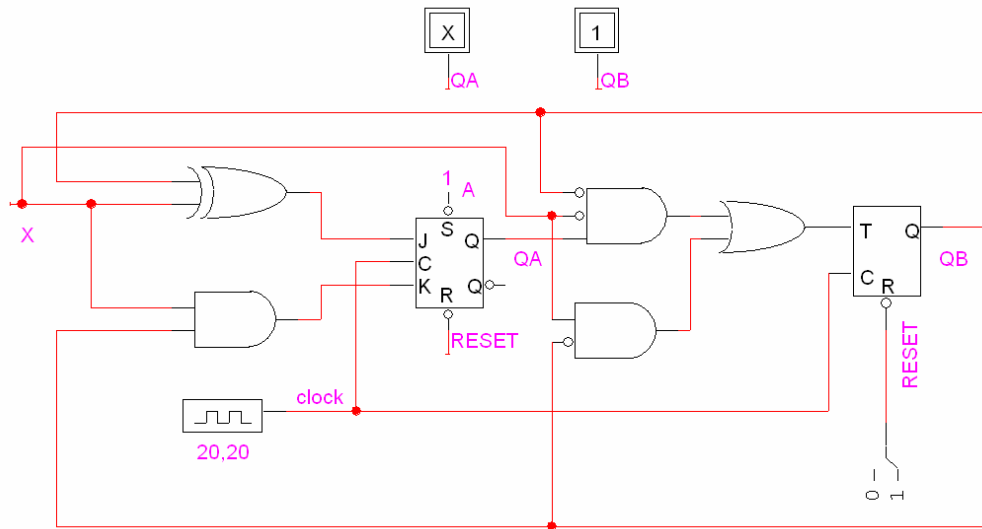 X
1
QA
QB
X
1
A
S
J
Q
C
K
Q
R
RESET
QA
T
Q
C
R
QB
RESET
clock
20,20
0
1